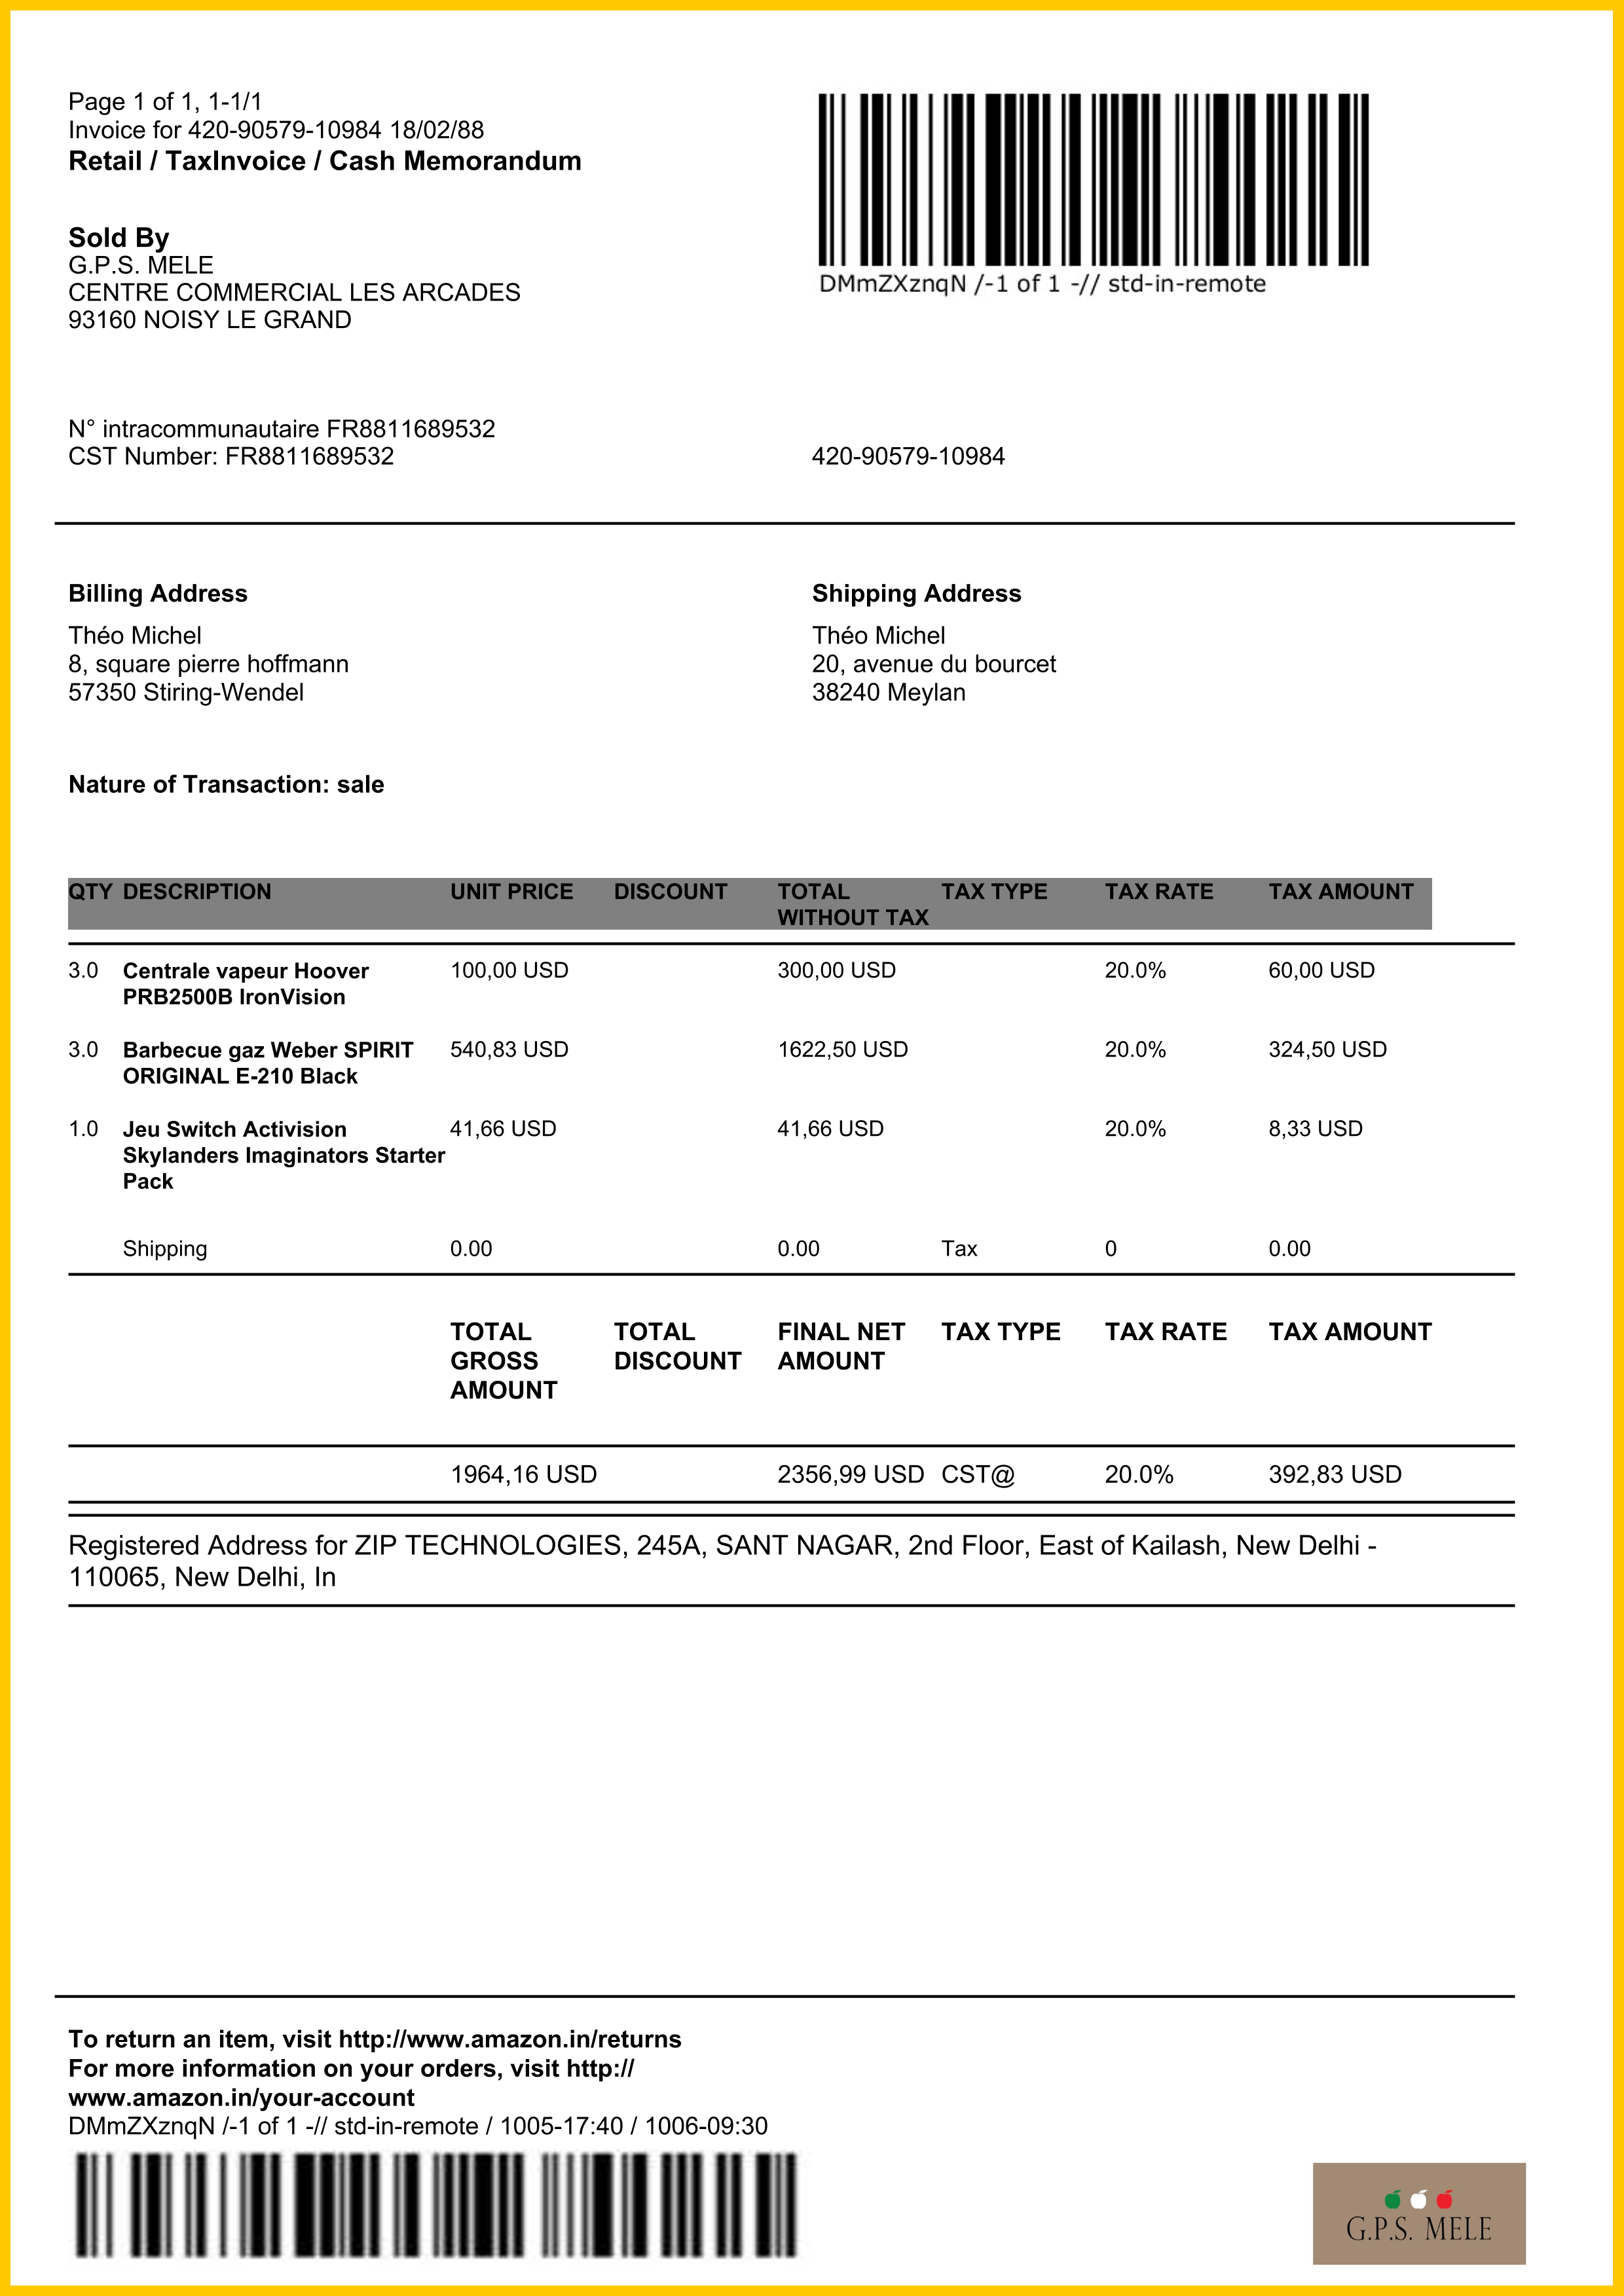 Page 1 of 1, 1-1/1
Invoice for 420-90579-10984 18/02/88
Retail / TaxInvoice / Cash Memorandum
DMmZXznqN /-1 of 1 -// std-in-remote
Sold By
G.P.S. MELE
CENTRE COMMERCIAL LES ARCADES
93160 NOISY LE GRAND
N° intracommunautaire FR8811689532
CST Number: FR8811689532 420-90579-10984
Billing Address
Théo Michel
8, square pierre hoffmann
57350 Stiring-Wendel
Shipping Address
Théo Michel
20, avenue du bourcet
38240 Meylan
Nature of Transaction: sale
QTY DESCRIPTION UNIT PRICE DISCOUNT TOTAL TAX TYPE TAX RATE TAX AMOUNT
WITHOUT TAX
3.0 Centrale vapeur Hoover 100,00 USD 300,00 USD 20.0% 60,00 USD
PRB2500B IronVision
3.0 Barbecue gaz Weber SPIRIT 540,83 USD 1622,50 USD 20.0% 324,50 USD
ORIGINAL E-210 Black
1.0 Jeu Switch Activision 41,66 USD 41,66 USD 20.0% 8,33 USD
Skylanders Imaginators Starter
Pack
Shipping 0.00 0.00 Tax 0 0.00
TOTAL TOTAL FINAL NET TAX TYPE TAX RATE TAX AMOUNT
GROSS DISCOUNT AMOUNT
AMOUNT
1964,16 USD 2356,99 USD CST@ 20.0% 392,83 USD
Registered Address for ZIP TECHNOLOGIES, 245A, SANT NAGAR, 2nd Floor, East of Kailash, New Delhi -
110065, New Delhi, In
To return an item, visit http://www.amazon.in/returns
For more information on your orders, visit http://
www.amazon.in/your-account
DMmZXznqN /-1 of 1 -// std-in-remote / 1005-17:40 / 1006-09:30
G.P.S. MELE